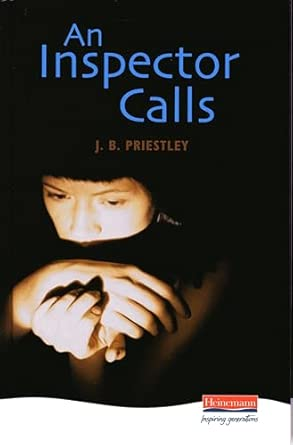 An
Inspector
Calls
J. B. PRIESTLEY
Heinemann
Inspiring generations